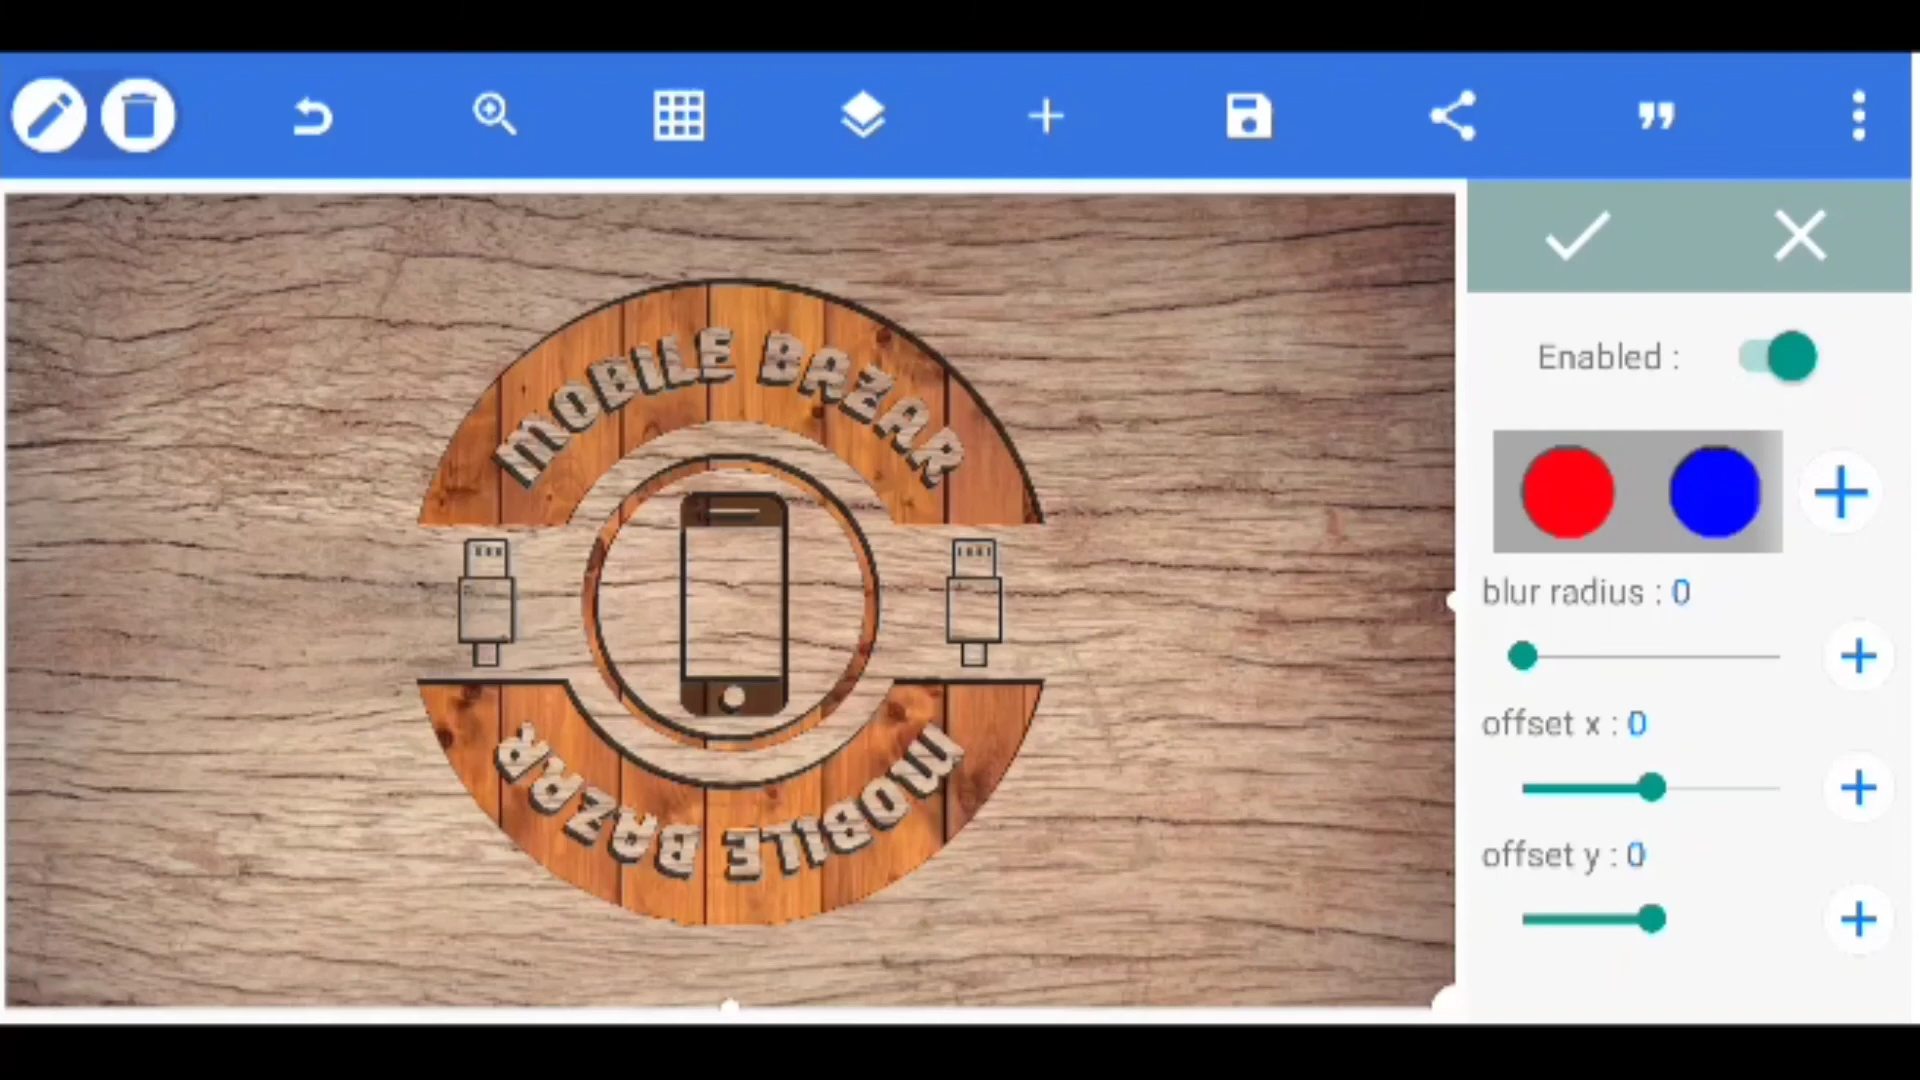 MOBILE BAZAR
MOBILE BAZAR
Enabled :
blur radius : 0
offset x : 0
offset y : 0